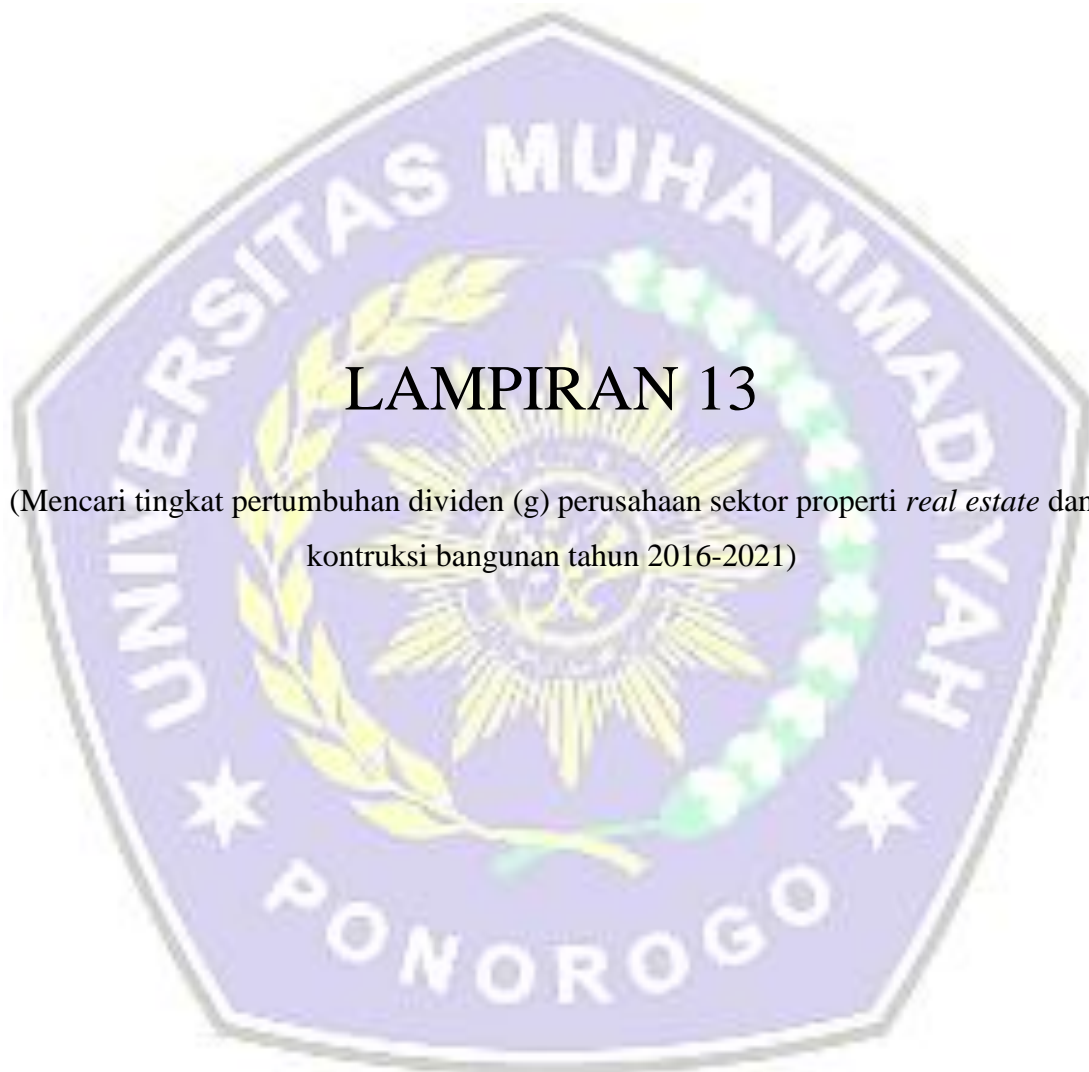 UNIVERSITAS MUHAMMADYAH
LAMPIRAN 13
(Mencari tingkat pertumbuhan dividen (g) perusahaan sektor properti real estate dan
kontruksi bangunan tahun 2016-2021)
PONOROGO